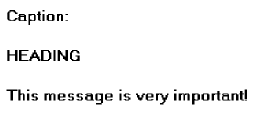 Caption:
HEADING
This message is very important!